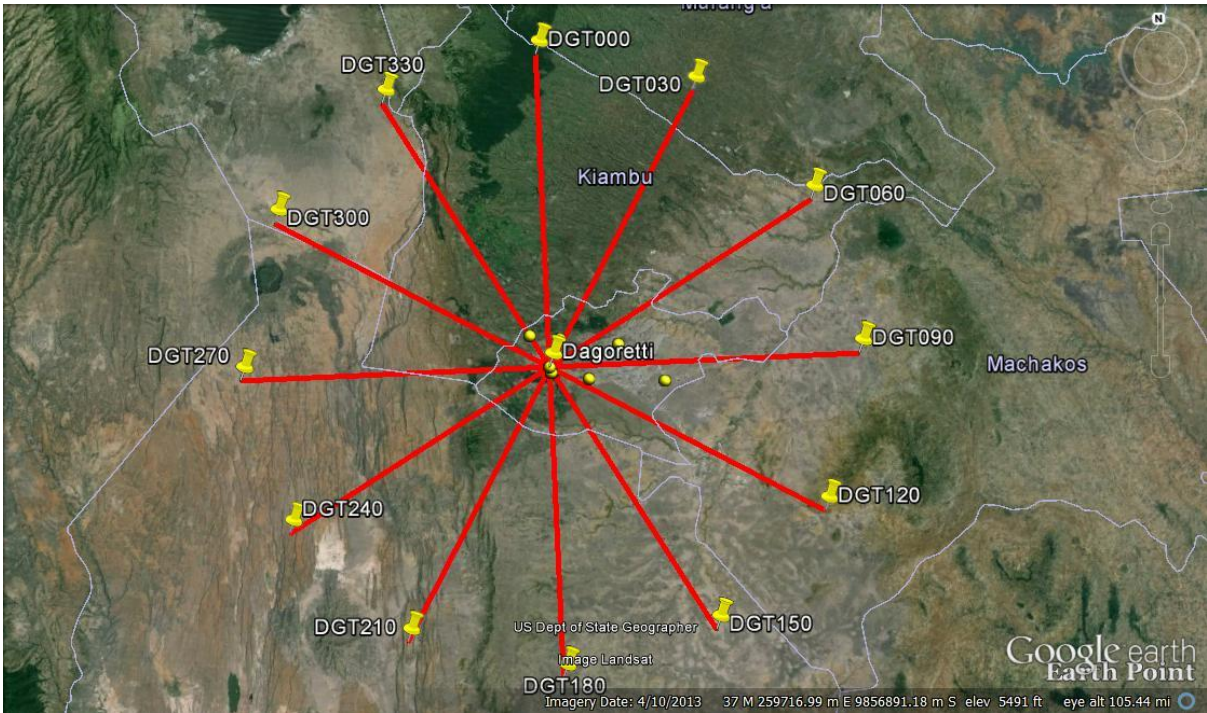 Murang'a
N
DGT000
DGT330
DGT030
Kiambu
DGT060
DGT300
DGT090
Dagoretti
DGT270
Machakos
DGT120
DGT240
DGT150
DGT210
US Dept of State Geographer
Image Landsat
Google earth
Earth Point
DGT180
Imagery Date: 4/10/2013 37 M 259716.99 m E 9856891.18 m S elev 5491 ft eye alt 105.44 mi